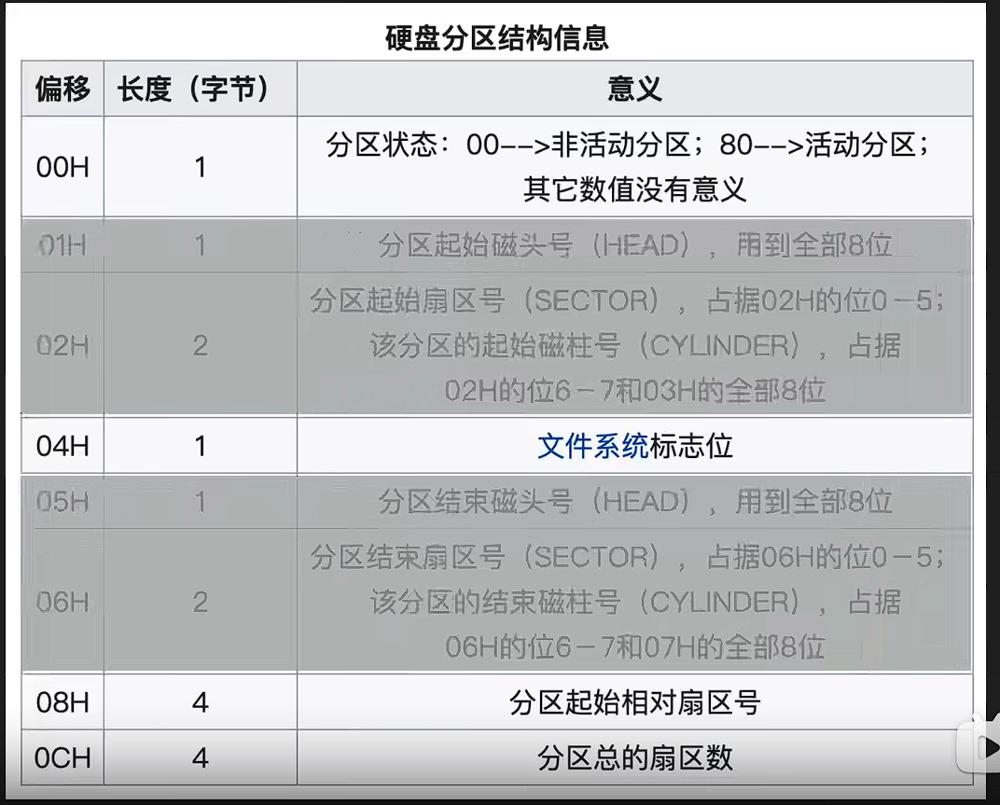 硬盘分区结构信息
偏移 长度（字节） 意义
00H 1 分区状态：00-->非活动分区；80-->活动分区；
其它数值没有意义
01H 1 分区起始磁头号（HEAD），用到全部8位
02H 2 分区起始扇区号（SECTOR），占据02H的位0－5；
该分区的起始磁柱号（CYLINDER），占据
02H的位6－7和03H的全部8位
04H 1 文件系统标志位
05H 1 分区结束磁头号（HEAD），用到全部8位
06H 2 分区结束扇区号（SECTOR），占据06H的位0－5；
该分区的结束磁柱号（CYLINDER），占据
06H的位6－7和07H的全部8位
08H 4 分区起始相对扇区号
0CH 4 分区总的扇区数